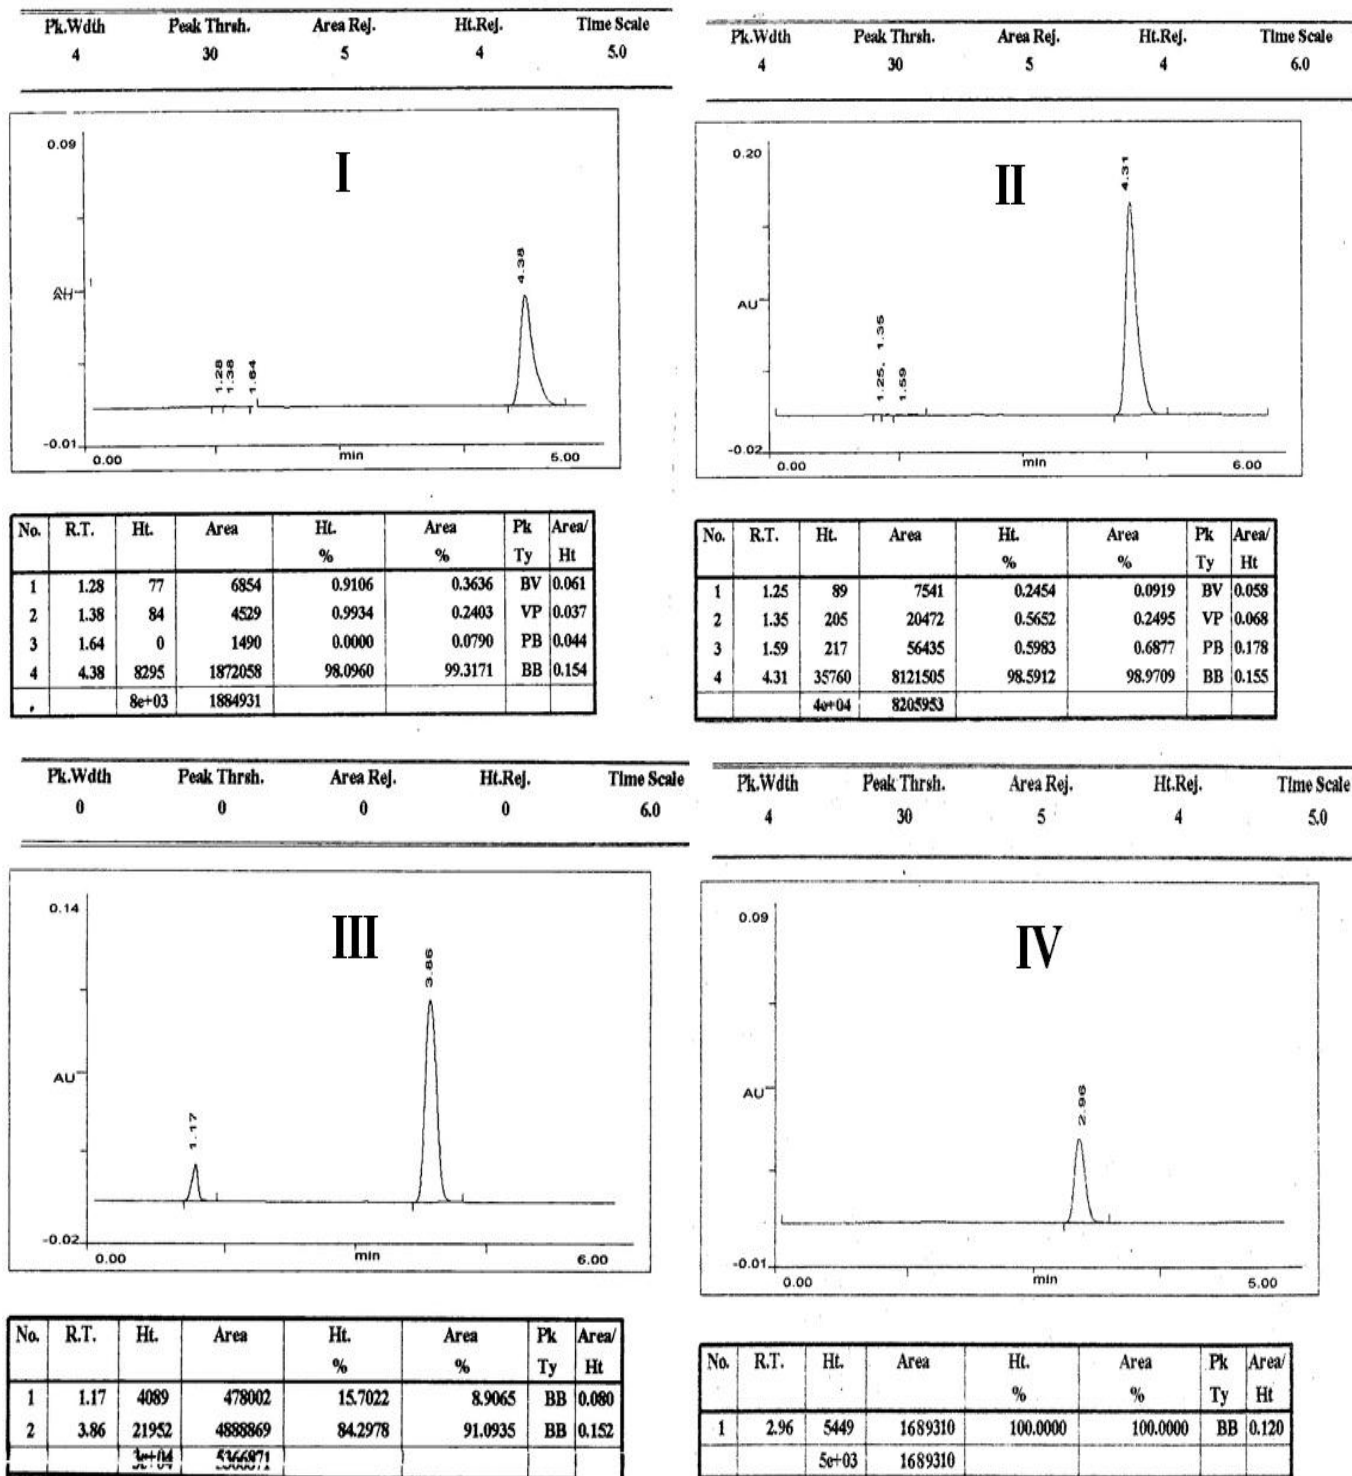 Pk.Wdth Peak Thrsh. Area Rej. Ht.Rej. Time Scale
4 30 5 4 5.0
0.09
I
4.38
1.28
1.38
1.64
-0.01
0.00 min 5.00
No. R.T. Ht. Area Ht. Area Pk Area/
% % Ty Ht
1 1.28 77 6854 0.9106 0.3636 BV 0.061
2 1.38 84 4529 0.9934 0.2403 VP 0.037
3 1.64 0 1490 0.0000 0.0790 PB 0.044
4 4.38 8295 1872058 98.0960 99.3171 BB 0.154
8e+03 1884931
Pk.Wdth Peak Thrsh. Area Rej. Ht.Rej. Time Scale
4 30 5 4 6.0
0.20
II
4.31
1.25, 1.35
1.59
AU
-0.02
0.00 min 6.00
No. R.T. Ht. Area Ht. Area Pk Area/
% % Ty Ht
1 1.25 89 7541 0.2454 0.0919 BV 0.058
2 1.35 205 20472 0.5652 0.2495 VP 0.068
3 1.59 217 56435 0.5983 0.6877 PB 0.178
4 4.31 35760 8121505 98.5912 98.9709 BB 0.155
4e+04 8205953
Pk.Wdth Peak Thrsh. Area Rej. Ht.Rej. Time Scale
0 0 0 0 6.0
0.14
III
3.86
AU
1.17
-0.02
0.00 min 6.00
No. R.T. Ht. Area Ht. Area Pk Area/
% % Ty Ht
1 1.17 4089 478002 15.7022 8.9065 BB 0.080
2 3.86 21952 4888869 84.2978 91.0935 BB 0.152
3e+04 5366871
Pk.Wdth Peak Thrsh. Area Rej. Ht.Rej. Time Scale
4 30 5 4 5.0
0.09
IV
AU
2.96
-0.01
0.00 min 5.00
No. R.T. Ht. Area Ht. Area Pk Area/
% % Ty Ht
1 2.96 5449 1689310 100.0000 100.0000 BB 0.120
5e+03 1689310